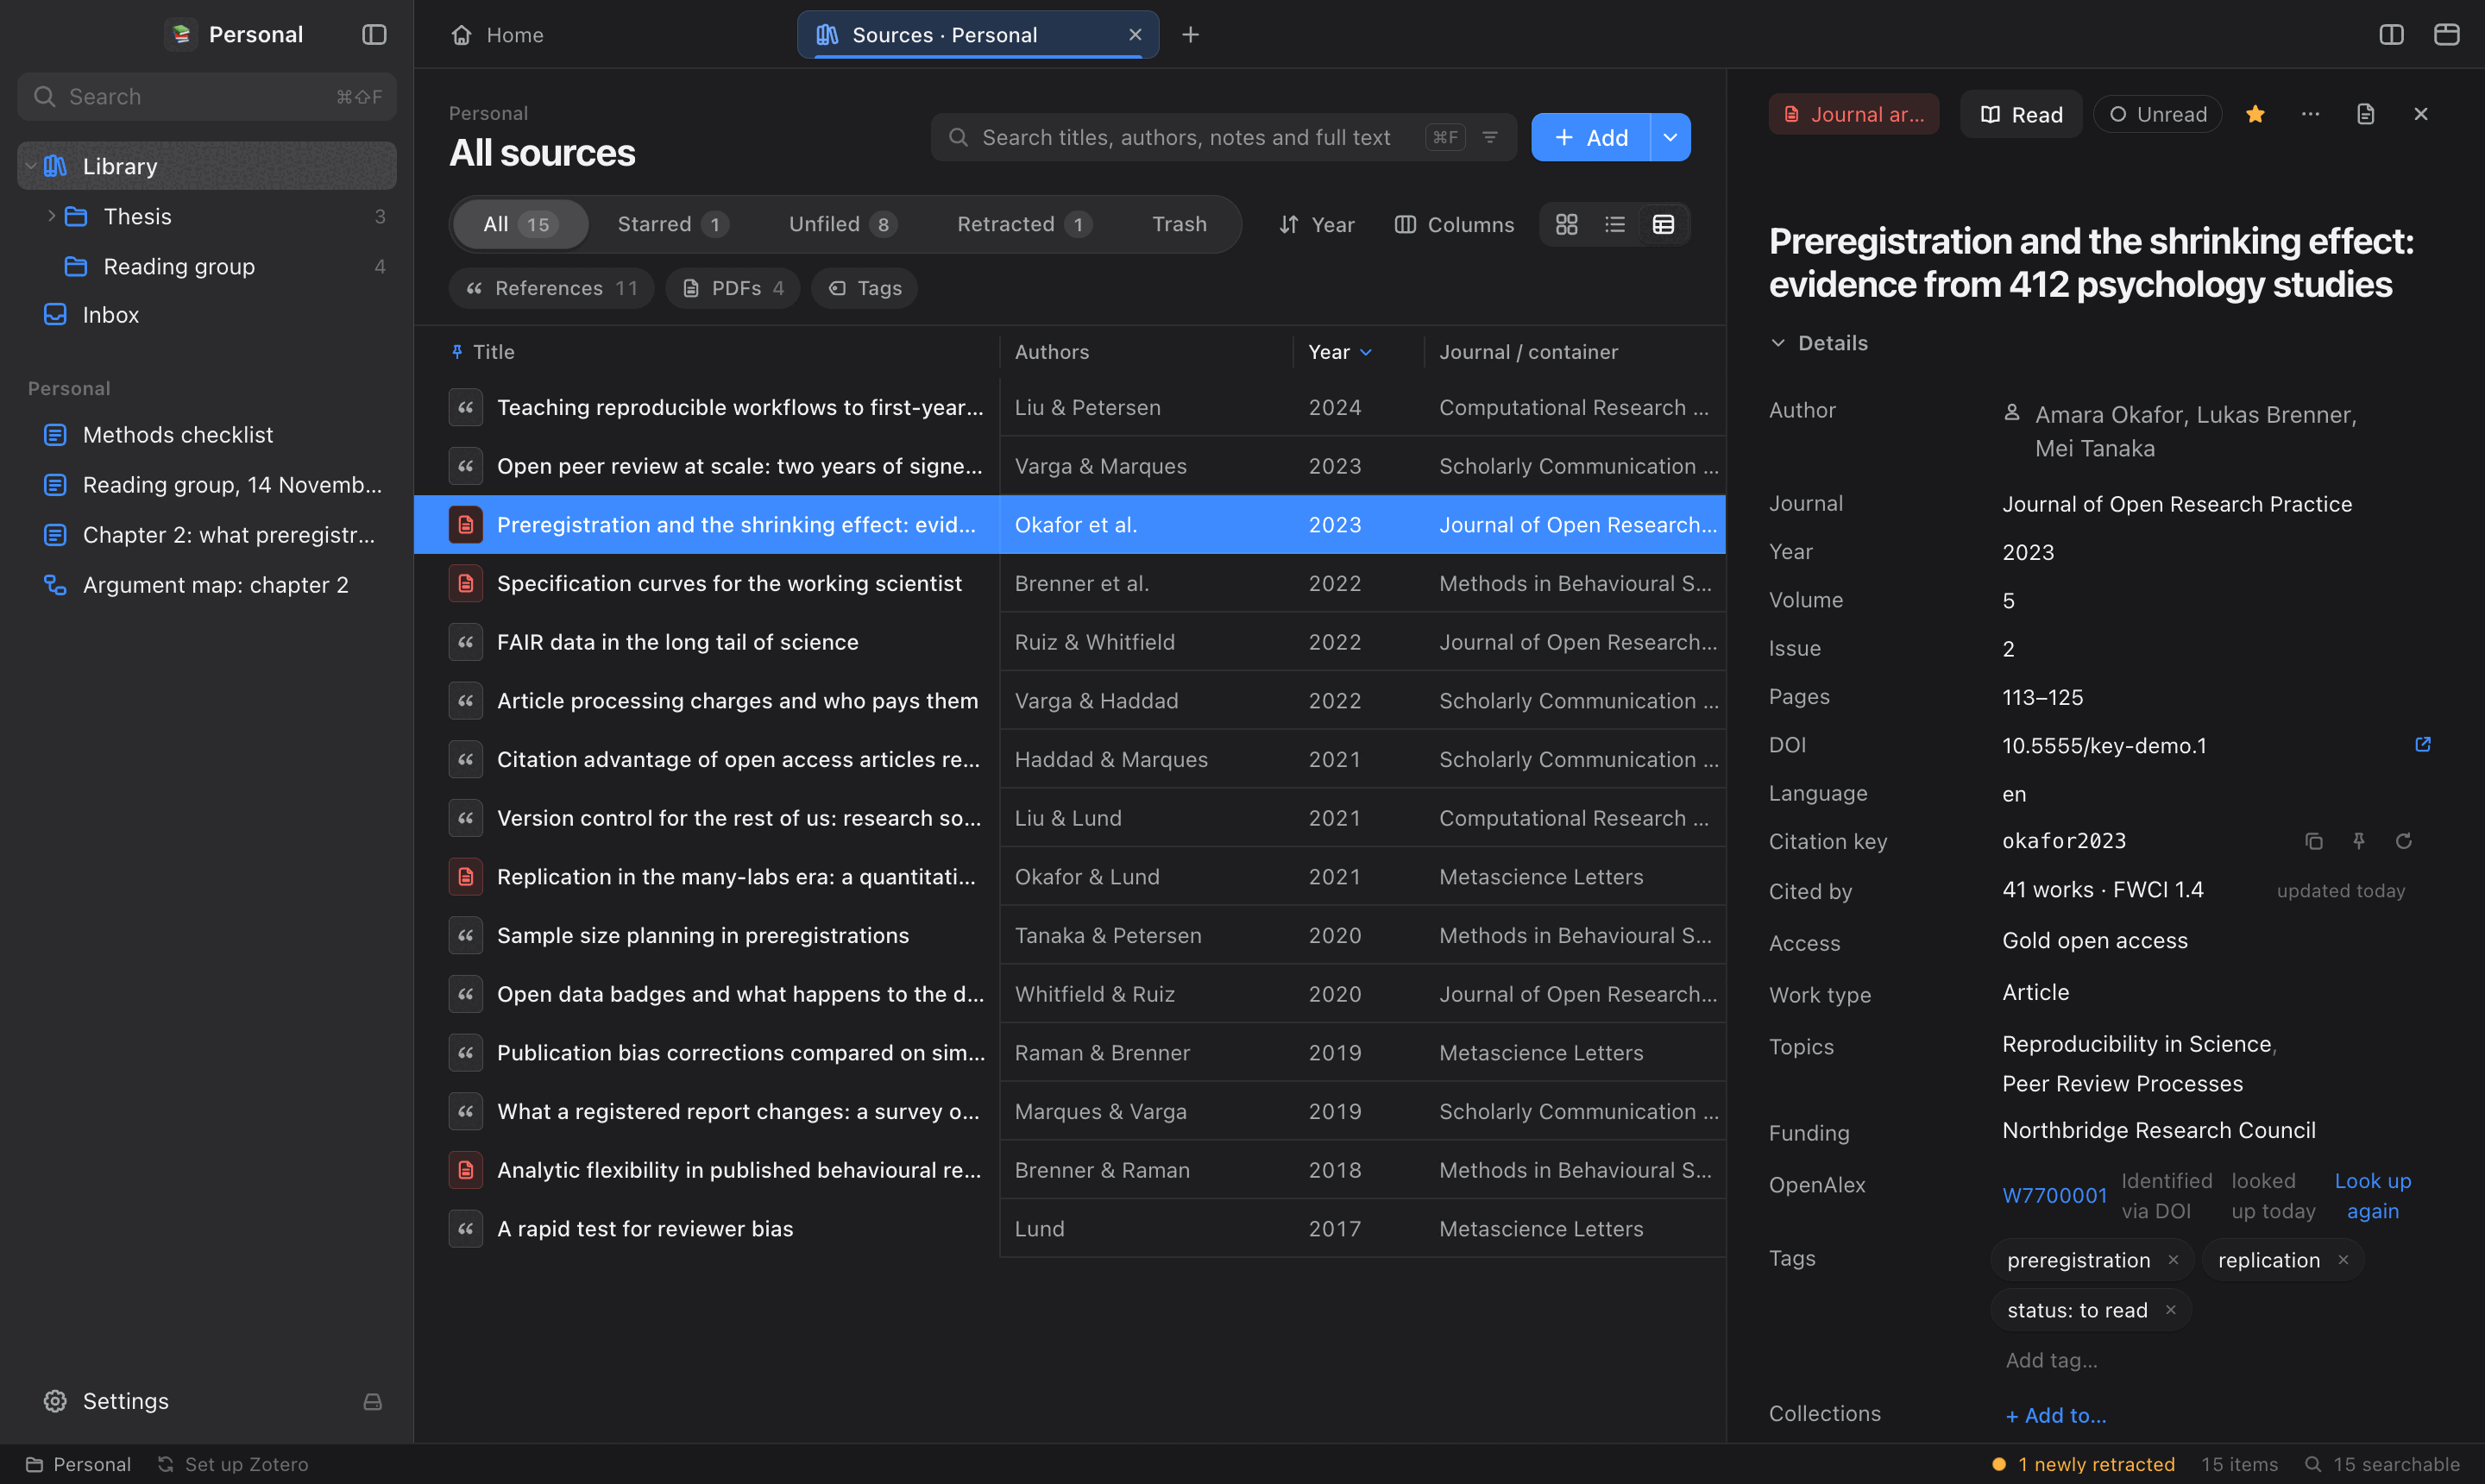 Personal
Search ⌘⇧F
Library
Thesis 3
Reading group 4
Inbox
Personal
Methods checklist
Reading group, 14 Novemb...
Chapter 2: what preregistr...
Argument map: chapter 2
Settings
Home
Sources · Personal
Personal
All sources
Search titles, authors, notes and full text ⌘F
Add
All 15 Starred 1 Unfiled 8 Retracted 1 Trash
Year Columns
References 11 PDFs 4 Tags
Title Authors Year Journal / container
Teaching reproducible workflows to first-year... Liu & Petersen 2024 Computational Research ...
Open peer review at scale: two years of signe... Varga & Marques 2023 Scholarly Communication ...
Preregistration and the shrinking effect: evid... Okafor et al. 2023 Journal of Open Research...
Specification curves for the working scientist Brenner et al. 2022 Methods in Behavioural S...
FAIR data in the long tail of science Ruiz & Whitfield 2022 Journal of Open Research...
Article processing charges and who pays them Varga & Haddad 2022 Scholarly Communication ...
Citation advantage of open access articles re... Haddad & Marques 2021 Scholarly Communication ...
Version control for the rest of us: research so... Liu & Lund 2021 Computational Research ...
Replication in the many-labs era: a quantitati... Okafor & Lund 2021 Metascience Letters
Sample size planning in preregistrations Tanaka & Petersen 2020 Methods in Behavioural S...
Open data badges and what happens to the d... Whitfield & Ruiz 2020 Journal of Open Research...
Publication bias corrections compared on sim... Raman & Brenner 2019 Metascience Letters
What a registered report changes: a survey o... Marques & Varga 2019 Scholarly Communication ...
Analytic flexibility in published behavioural re... Brenner & Raman 2018 Methods in Behavioural S...
A rapid test for reviewer bias Lund 2017 Metascience Letters
Journal ar... Read Unread
Preregistration and the shrinking effect:
evidence from 412 psychology studies
Details
Author Amara Okafor, Lukas Brenner,
Mei Tanaka
Journal Journal of Open Research Practice
Year 2023
Volume 5
Issue 2
Pages 113–125
DOI 10.5555/key-demo.1
Language en
Citation key okafor2023
Cited by 41 works · FWCI 1.4 updated today
Access Gold open access
Work type Article
Topics Reproducibility in Science,
Peer Review Processes
Funding Northbridge Research Council
OpenAlex W7700001 Identified via DOI looked up today Look up again
Tags preregistration × replication ×
status: to read ×
Add tag...
Collections + Add to...
Personal Set up Zotero
1 newly retracted 15 items 15 searchable